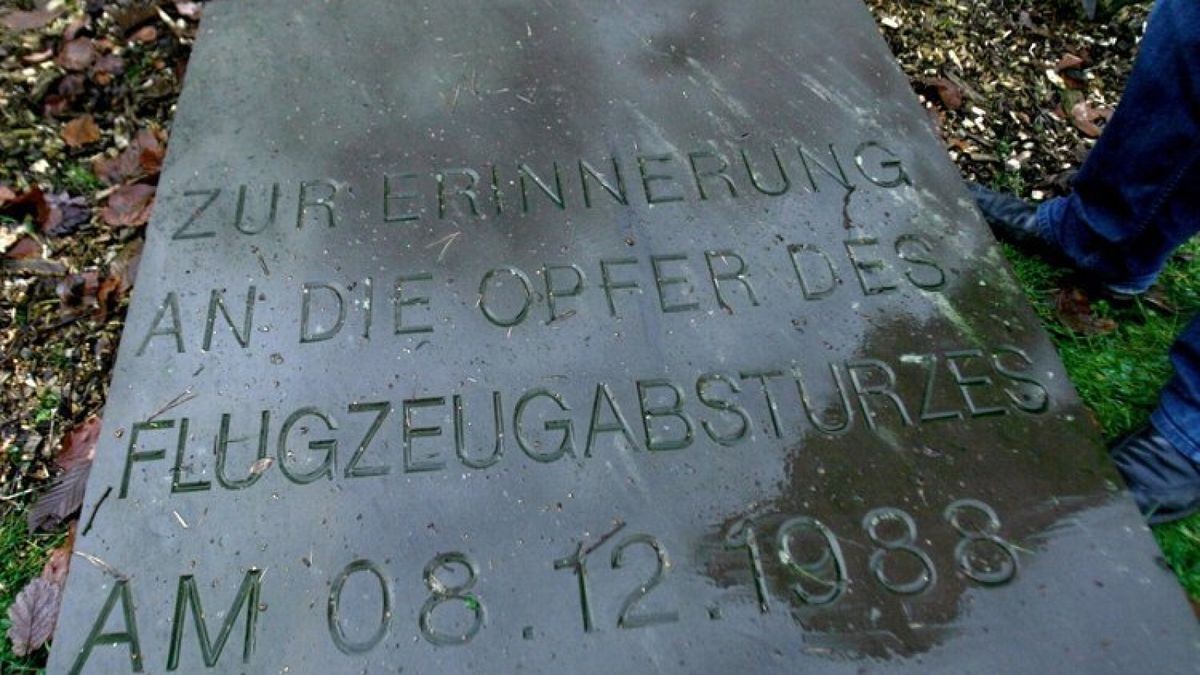 ZUR ERINNERUNG
AN DIE OPFER DES
FLUGZEUGABSTURZES
AM 08.12.1988